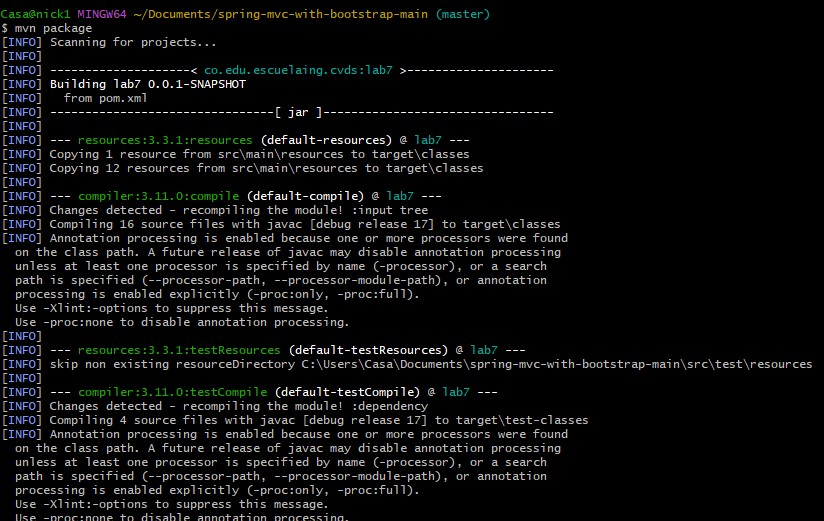 Casa@nick1 MINGW64 ~/Documents/spring-mvc-with-bootstrap-main (master)
$ mvn package
[INFO] Scanning for projects...
[INFO]
[INFO] --------------------< co.edu.escuelaing.cvds:lab7 >---------------------
[INFO] Building lab7 0.0.1-SNAPSHOT
[INFO]   from pom.xml
[INFO] --------------------------------[ jar ]---------------------------------
[INFO]
[INFO] --- resources:3.3.1:resources (default-resources) @ lab7 ---
[INFO] Copying 1 resource from src\main\resources to target\classes
[INFO] Copying 12 resources from src\main\resources to target\classes
[INFO]
[INFO] --- compiler:3.11.0:compile (default-compile) @ lab7 ---
[INFO] Changes detected - recompiling the module! :input tree
[INFO] Compiling 16 source files with javac [debug release 17] to target\classes
[INFO] Annotation processing is enabled because one or more processors were found
  on the class path. A future release of javac may disable annotation processing
  unless at least one processor is specified by name (-processor), or a search
  path is specified (--processor-path, --processor-module-path), or annotation
  processing is enabled explicitly (-proc:only, -proc:full).
  Use -Xlint:-options to suppress this message.
  Use -proc:none to disable annotation processing.
[INFO]
[INFO] --- resources:3.3.1:testResources (default-testResources) @ lab7 ---
[INFO] skip non existing resourceDirectory C:\Users\Casa\Documents\spring-mvc-with-bootstrap-main\src\test\resources
[INFO]
[INFO] --- compiler:3.11.0:testCompile (default-testCompile) @ lab7 ---
[INFO] Changes detected - recompiling the module! :dependency
[INFO] Compiling 4 source files with javac [debug release 17] to target\test-classes
[INFO] Annotation processing is enabled because one or more processors were found
  on the class path. A future release of javac may disable annotation processing
  unless at least one processor is specified by name (-processor), or a search
  path is specified (--processor-path, --processor-module-path), or annotation
  processing is enabled explicitly (-proc:only, -proc:full).
  Use -Xlint:-options to suppress this message.
  Use -proc:none to disable annotation processing.